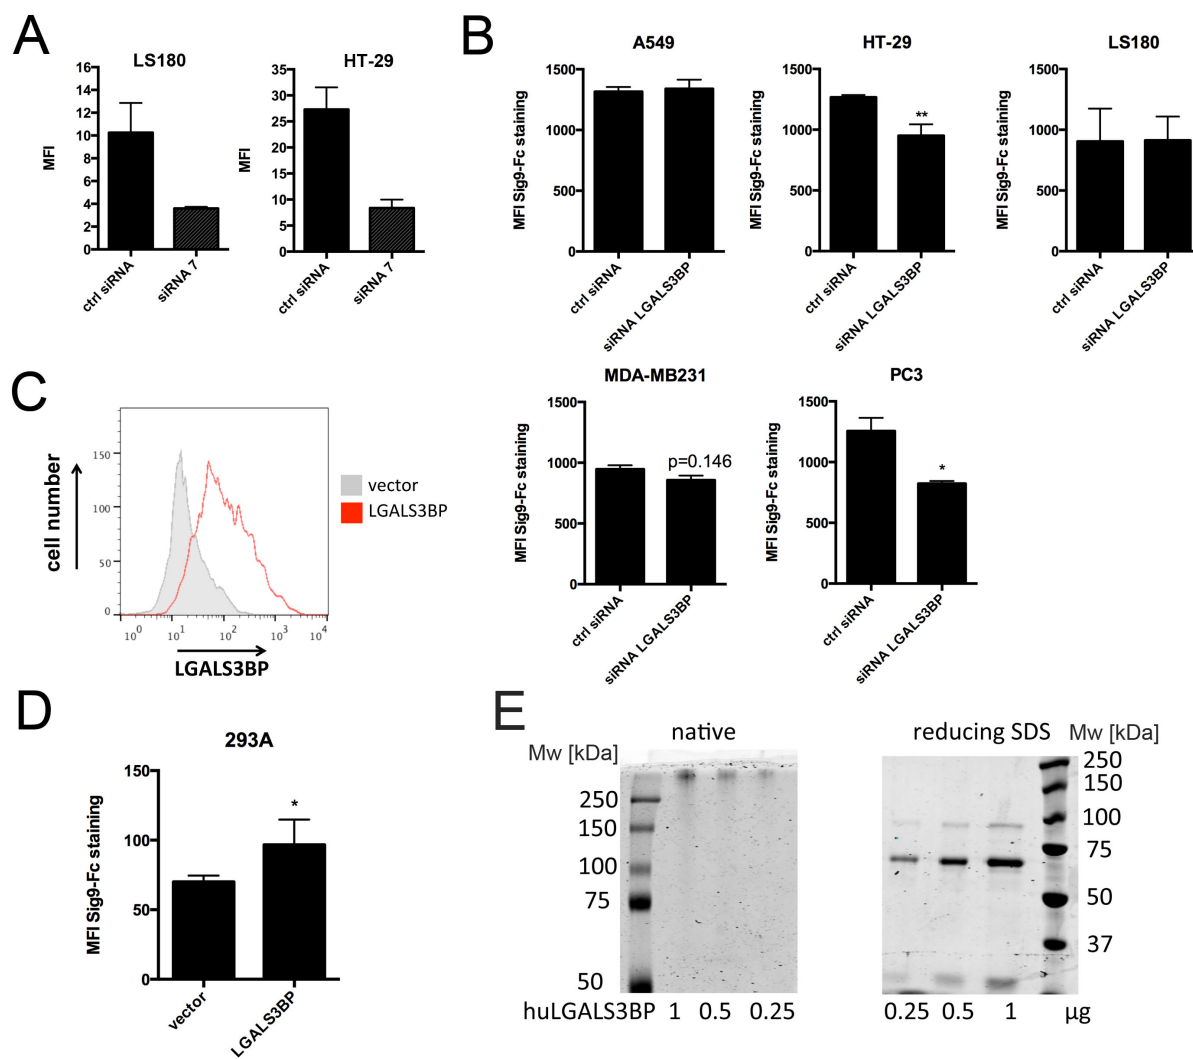 A
LS180
MFI
16
14
12
10
8
6
4
2
0
ctrl siRNA
siRNA 7
HT-29
MFI
35
30
25
20
15
10
5
0
ctrl siRNA
siRNA 7
B
A549
MFI Sig9-Fc staining
1500
1000
500
0
ctrl siRNA
siRNA LGALS3BP
HT-29
MFI Sig9-Fc staining
1500
1000
500
0
**
ctrl siRNA
siRNA LGALS3BP
LS180
MFI Sig9-Fc staining
1500
1000
500
0
ctrl siRNA
siRNA LGALS3BP
MDA-MB231
MFI Sig9-Fc staining
1500
1000
500
0
p=0.146
ctrl siRNA
siRNA LGALS3BP
PC3
MFI Sig9-Fc staining
1500
1000
500
0
*
ctrl siRNA
siRNA LGALS3BP
C
cell number
150
100
50
0
10^0 10^1 10^2 10^3 10^4
LGALS3BP
vector
LGALS3BP
D
293A
MFI Sig9-Fc staining
150
100
50
0
*
vector
LGALS3BP
E
native
Mw [kDa]
250
150
100
75
50
huLGALS3BP 1 0.5 0.25
reducing SDS Mw [kDa]
250
150
100
75
50
37
0.25 0.5 1 µg